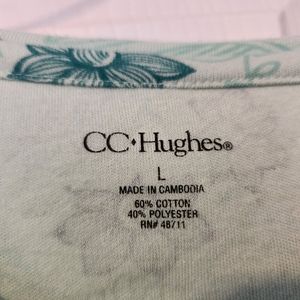 CC♦Hughes®
L
MADE IN CAMBODIA
60% COTTON
40% POLYESTER
RN# 48711